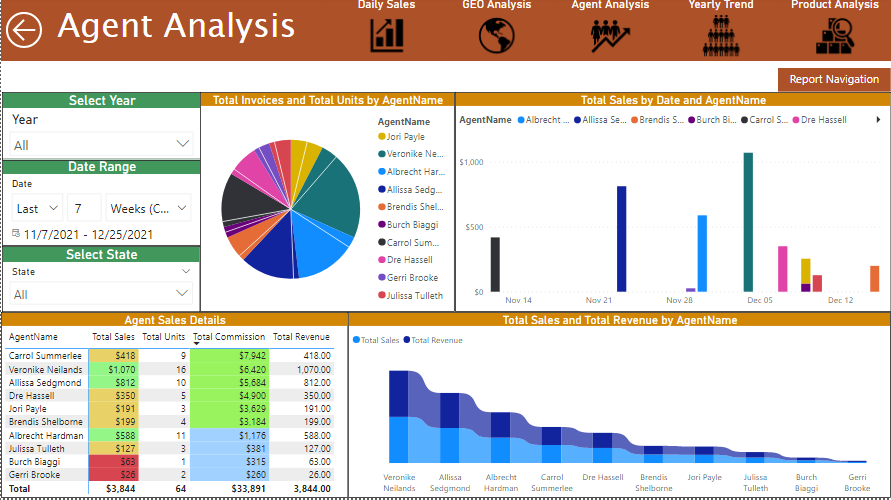 Agent Analysis
Daily Sales
GEO Analysis
Agent Analysis
Yearly Trend
Product Analysis
Report Navigation
Select Year
Year
All
Date Range
Date
Last
7
Weeks (C...
11/7/2021 - 12/25/2021
Select State
State
All
Total Invoices and Total Units by AgentName
AgentName
Jori Payle
Veronike Ne...
Albrecht Har...
Allissa Sedg...
Brendis Shel...
Burch Biaggi
Carrol Sum...
Dre Hassell
Gerri Brooke
Julissa Tulleth
Total Sales by Date and AgentName
AgentName Albrecht ... Allissa Se... Brendis S... Burch Bi... Carrol S... Dre Hassell
$1,000
$500
$0
Nov 14 Nov 21 Nov 28 Dec 05 Dec 12
Agent Sales Details
AgentName Total Sales Total Units Total Commission Total Revenue
Carrol Summerlee $418 9 $7,942 418.00
Veronike Neilands $1,070 16 $6,420 1,070.00
Allissa Sedgmond $812 10 $5,684 812.00
Dre Hassell $350 5 $4,900 350.00
Jori Payle $191 3 $3,629 191.00
Brendis Shelborne $199 4 $3,184 199.00
Albrecht Hardman $588 11 $1,176 588.00
Julissa Tulleth $127 3 $381 127.00
Burch Biaggi $63 1 $315 63.00
Gerri Brooke $26 2 $260 26.00
Total $3,844 64 $33,891 3,844.00
Total Sales and Total Revenue by AgentName
Total Sales Total Revenue
Veronike Neilands
Allissa Sedgmond
Albrecht Hardman
Carrol Summerlee
Dre Hassell
Brendis Shelborne
Jori Payle
Julissa Tulleth
Burch Biaggi
Gerri Brooke